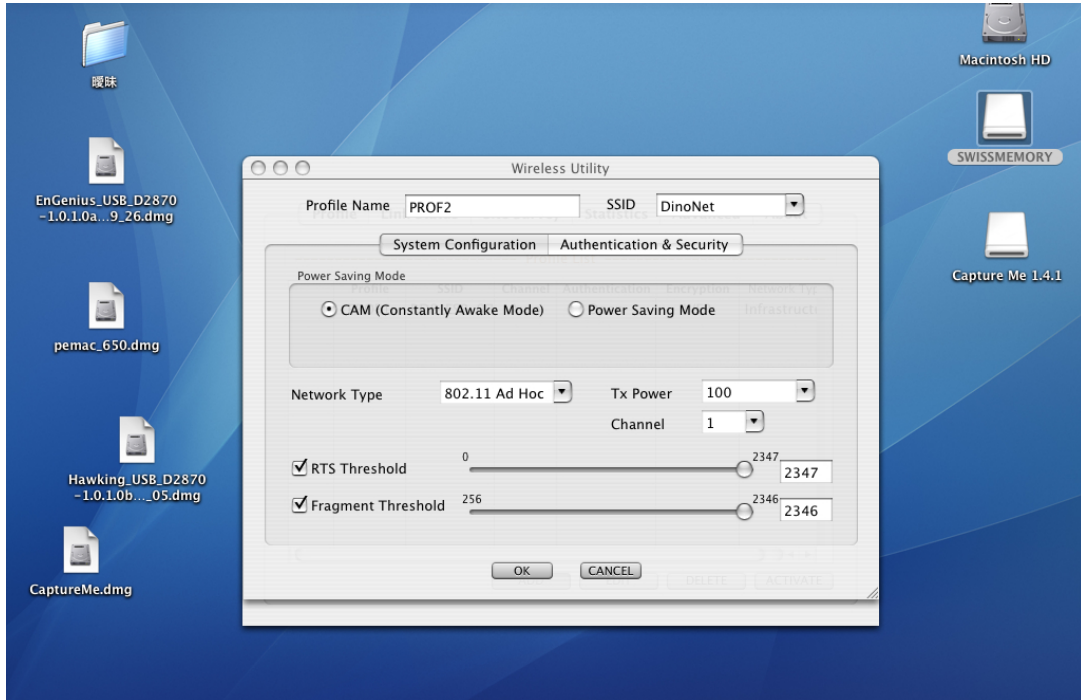 曖昧
EnGenius_USB_D2870
-1.0.1.0a...9_26.dmg
pemac_650.dmg
Hawking_USB_D2870
-1.0.1.0b..._05.dmg
CaptureMe.dmg
Macintosh HD
SWISSMEMORY
Capture Me 1.4.1
Wireless Utility
Profile Name PROF2 SSID DinoNet
System Configuration Authentication & Security
Power Saving Mode
CAM (Constantly Awake Mode) Power Saving Mode
Network Type 802.11 Ad Hoc Tx Power 100
Channel 1
RTS Threshold 0 2347 2347
Fragment Threshold 256 2346 2346
OK CANCEL
DELETE ACTIVATE